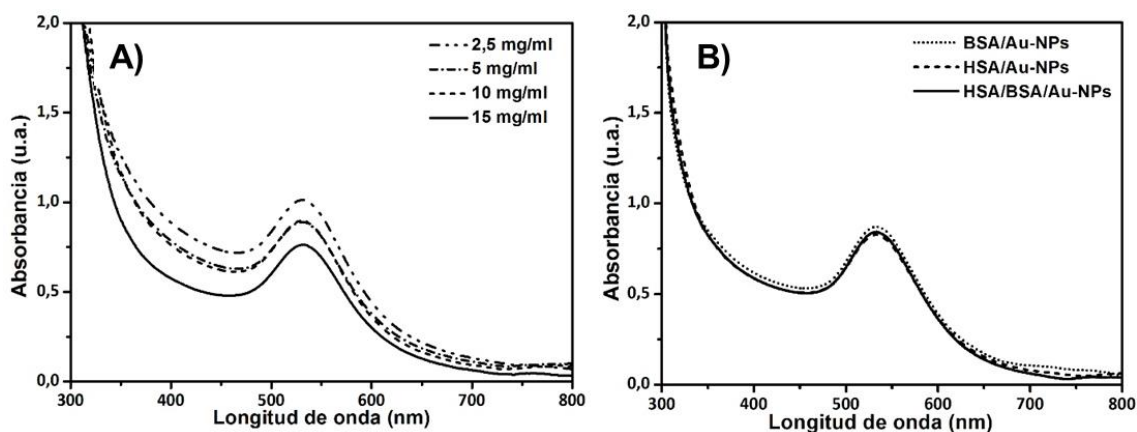 A)
2,5 mg/ml
5 mg/ml
10 mg/ml
15 mg/ml
2,0
1,5
1,0
0,5
0,0
Absorbancia (u.a.)
300 400 500 600 700 800
Longitud de onda (nm)
B)
BSA/Au-NPs
HSA/Au-NPs
HSA/BSA/Au-NPs
2,0
1,5
1,0
0,5
0,0
Absorbancia (u.a.)
300 400 500 600 700 800
Longitud de onda (nm)